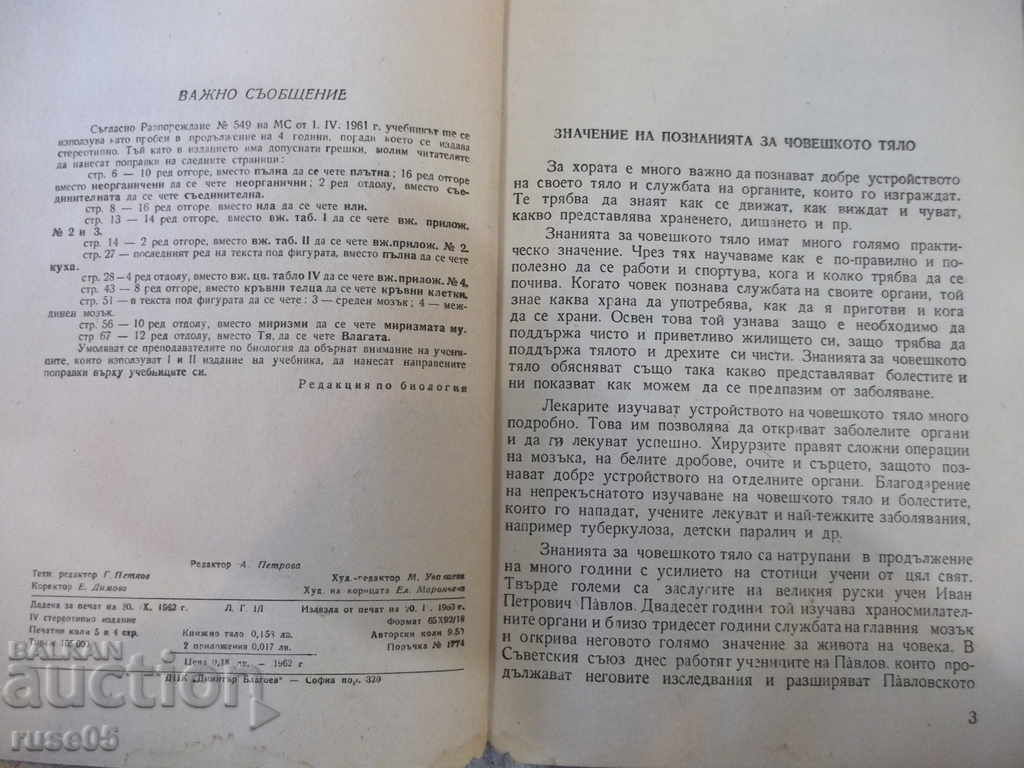 ВАЖНО СЪОБЩЕНИЕ
Съгласно Разпореждане № 549 на МС от 1. IV. 1961 г. учебникът ще се
използува като пробен в продължение на 4 години, поради което се издава
стереотипно. Тъй като в изданието има допуснати грешки, молим читателите
да нанесат поправки на следните страници:
стр. 6 — 10 ред отгоре, вместо пълна да се чете плътна; 16 ред отгоре
вместо неорганичени да се чете неорганични; 2 ред отдолу, вместо съе-
динителната да се чете съединителна.
стр. 8 — 16 ред отгоре, вместо ила да се чете или.
стр. 13 — 14 ред отгоре, вместо вж. таб. I да се чете вж. прилож.
№ 2 и 3.
стр. 14 — 2 ред отгоре, вместо вж. таб. II да се чете вж. прилож. № 2.
стр. 27 — последният ред на текста под фигурата, вместо пълна да се чете
куха.
стр. 28—4 ред отдолу, вместо вж. цв. табло IV да се чете вж. прилож. № 4.
стр. 43 — 8 ред отгоре, вместо кръвни телца да се чете кръвни клетки.
стр. 51 — в текста под фигурата да се чете: 3 — среден мозък; 4 — меж-
динен мозък.
стр. 56 — 10 ред отдолу, вместо миризми да се чете миризмата му.
стр. 67 — 12 ред отдолу, вместо Тя, да се чете Влагата.
Умоляват се преподавателите по биология да обърнат внимание на учени-
ците, които използуват I и II издание на учебника, да нанесат направените
поправки върху учебниците си.
Редакция по биология
Редактор А. Петрова
Техн. редактор Г. Петков Худ.-редактор М.
Коректор Е. Димова Худ. на корицата Ел. Маринчева
Дадена за печат на 20. IX. 1962 г. Л. Г. I/I Излязла от печат на 20. I. 1963 г.
IV стереотипно издание Формат 65X92/16
Печатни коли 5 и 4 стр. Книжно тяло 0,153 лв. Авторски коли 9.53
Тираж 105 00 2 приложения 0,017 лв. Поръчка № 1774
Цена 0,18 лв. — 1962 г.
ДПК „Димитър Благоев“ — София пор. 320
ЗНАЧЕНИЕ НА ПОЗНАНИЯТА ЗА ЧОВЕШКОТО ТЯЛО
За хората е много важно да познават добре устройството
на своето тяло и службата на органите, които го изграждат.
Те трябва да знаят как се движат, как виждат и чуват,
какво представлява храненето, дишането и пр.
Знанията за човешкото тяло имат много голямо практи-
ческо значение. Чрез тях научаваме как е по-правилно и по-
полезно да се работи и спортува, кога и колко трябва да се
почива. Когато човек познава службата на своите органи, той
знае каква храна да употребява, как да я приготви и кога
да се храни. Освен това той узнава защо е необходимо да
поддържа чисто и приветливо жилището си, защо трябва да
поддържа тялото и дрехите си чисти. Знанията за човешкото
тяло обясняват също така какво представляват болестите и
ни показват как можем да се предпазим от заболяване.
Лекарите изучават устройството на човешкото тяло много
подробно. Това им позволява да откриват заболелите органи
и да ги лекуват успешно. Хирурзите правят сложни операции
на мозъка, на белите дробове, очите и сърцето, защото поз-
нават добре устройството на отделните органи. Благодарение
на непрекъснатото изучаване на човешкото тяло и болестите,
които го нападат, учените лекуват и най-тежките заболявания,
например туберкулоза, детски паралич и др.
Знанията за човешкото тяло са натрупани в продължение
на много години с усилието на стотици учени от цял свят.
Твърде големи са заслугите на великия руски учен Иван
Петрович Павлов. Двадесет години той изучава храносмилател-
ните органи и близо тридесет години службата на главния мозък
и открива неговото голямо значение за живота на човека. В
Съветския съюз днес работят учениците на Павлов, които про-
дължават неговите изследвания и разширяват Павловското
3
BALKAN
auction
ruse05